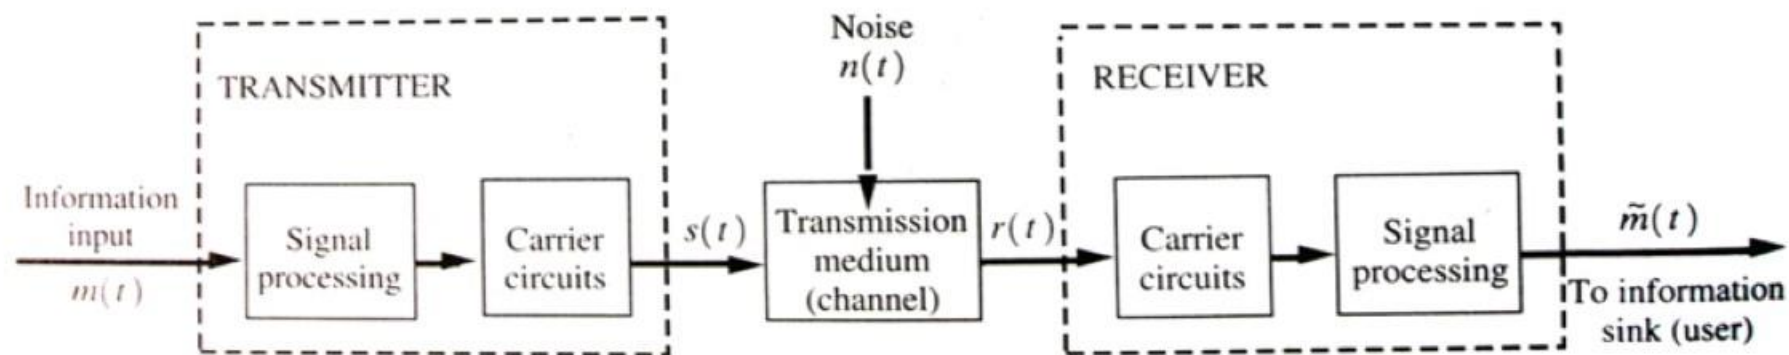 TRANSMITTER
Information
input
m(t)
Signal
processing
Carrier
circuits
s(t)
Noise
n(t)
Transmission
medium
(channel)
r(t)
RECEIVER
Carrier
circuits
Signal
processing
m̃(t)
To information
sink (user)